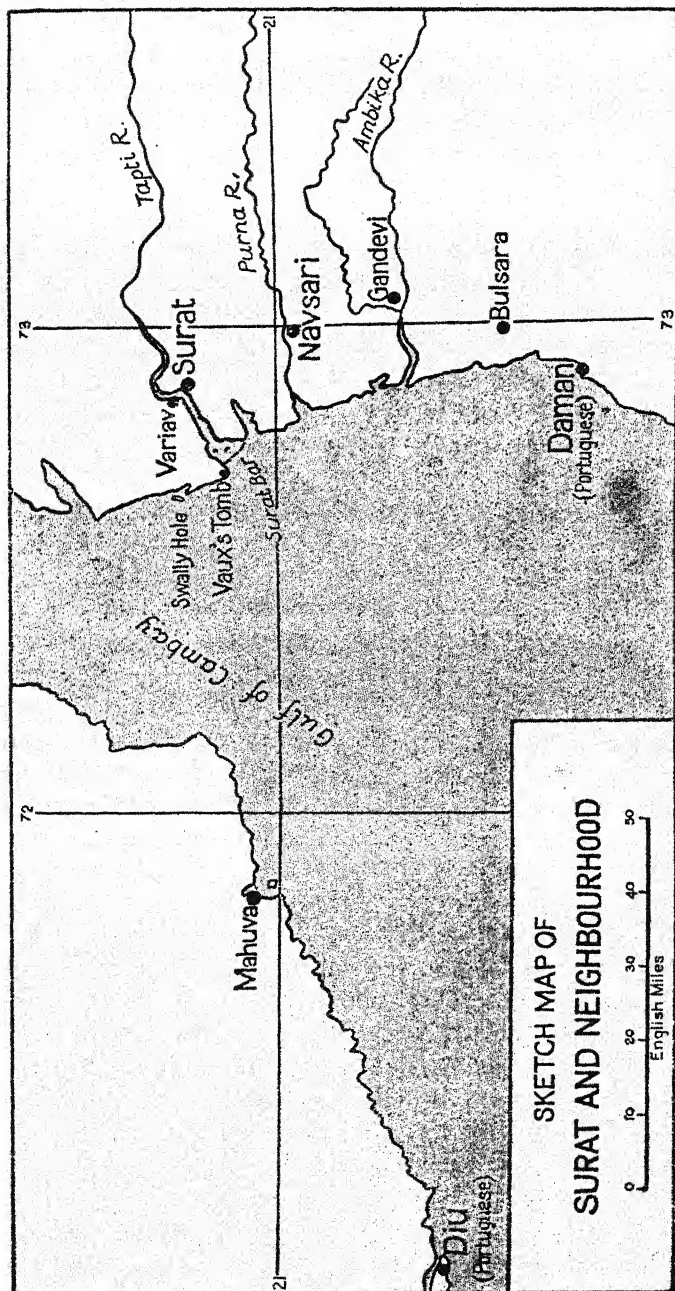 72
73
Tapti R.
Variav
Surat
Swally Hole
Vaux's Tomb
Surat Bar
Purna R.
21
21
Navsari
Ambika R.
Gandevi
Bulsara
Daman
(Portuguese)
73
Gulf of Cambay
Mahuva
Diu
(Portuguese)
SKETCH MAP OF
SURAT AND NEIGHBOURHOOD
0 10 20 30 40 50
English Miles